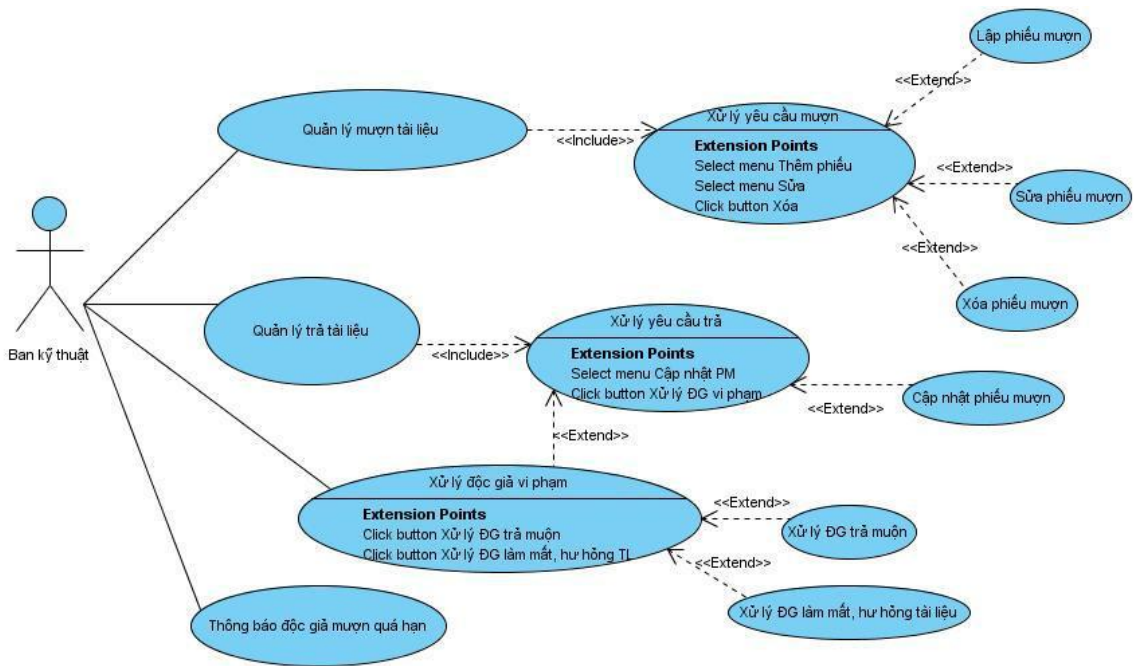 Lập phiếu mượn
<<Extend>>
Quản lý mượn tài liệu
<<Include>>
Xử lý yêu cầu mượn
Extension Points
Select menu Thêm phiếu
Select menu Sửa
Click button Xóa
<<Extend>>
Sửa phiếu mượn
<<Extend>>
Xóa phiếu mượn
Ban kỹ thuật
Quản lý trả tài liệu
<<Include>>
Xử lý yêu cầu trả
Extension Points
Select menu Cập nhật PM
Click button Xử lý ĐG vi phạm
<<Extend>>
Cập nhật phiếu mượn
<<Extend>>
Xử lý độc giả vi phạm
Extension Points
Click button Xử lý ĐG trả muộn
Click button Xử lý ĐG làm mất, hư hỏng TL
<<Extend>>
Xử lý ĐG trả muộn
<<Extend>>
Xử lý ĐG làm mất, hư hỏng tài liệu
Thông báo độc giả mượn quá hạn